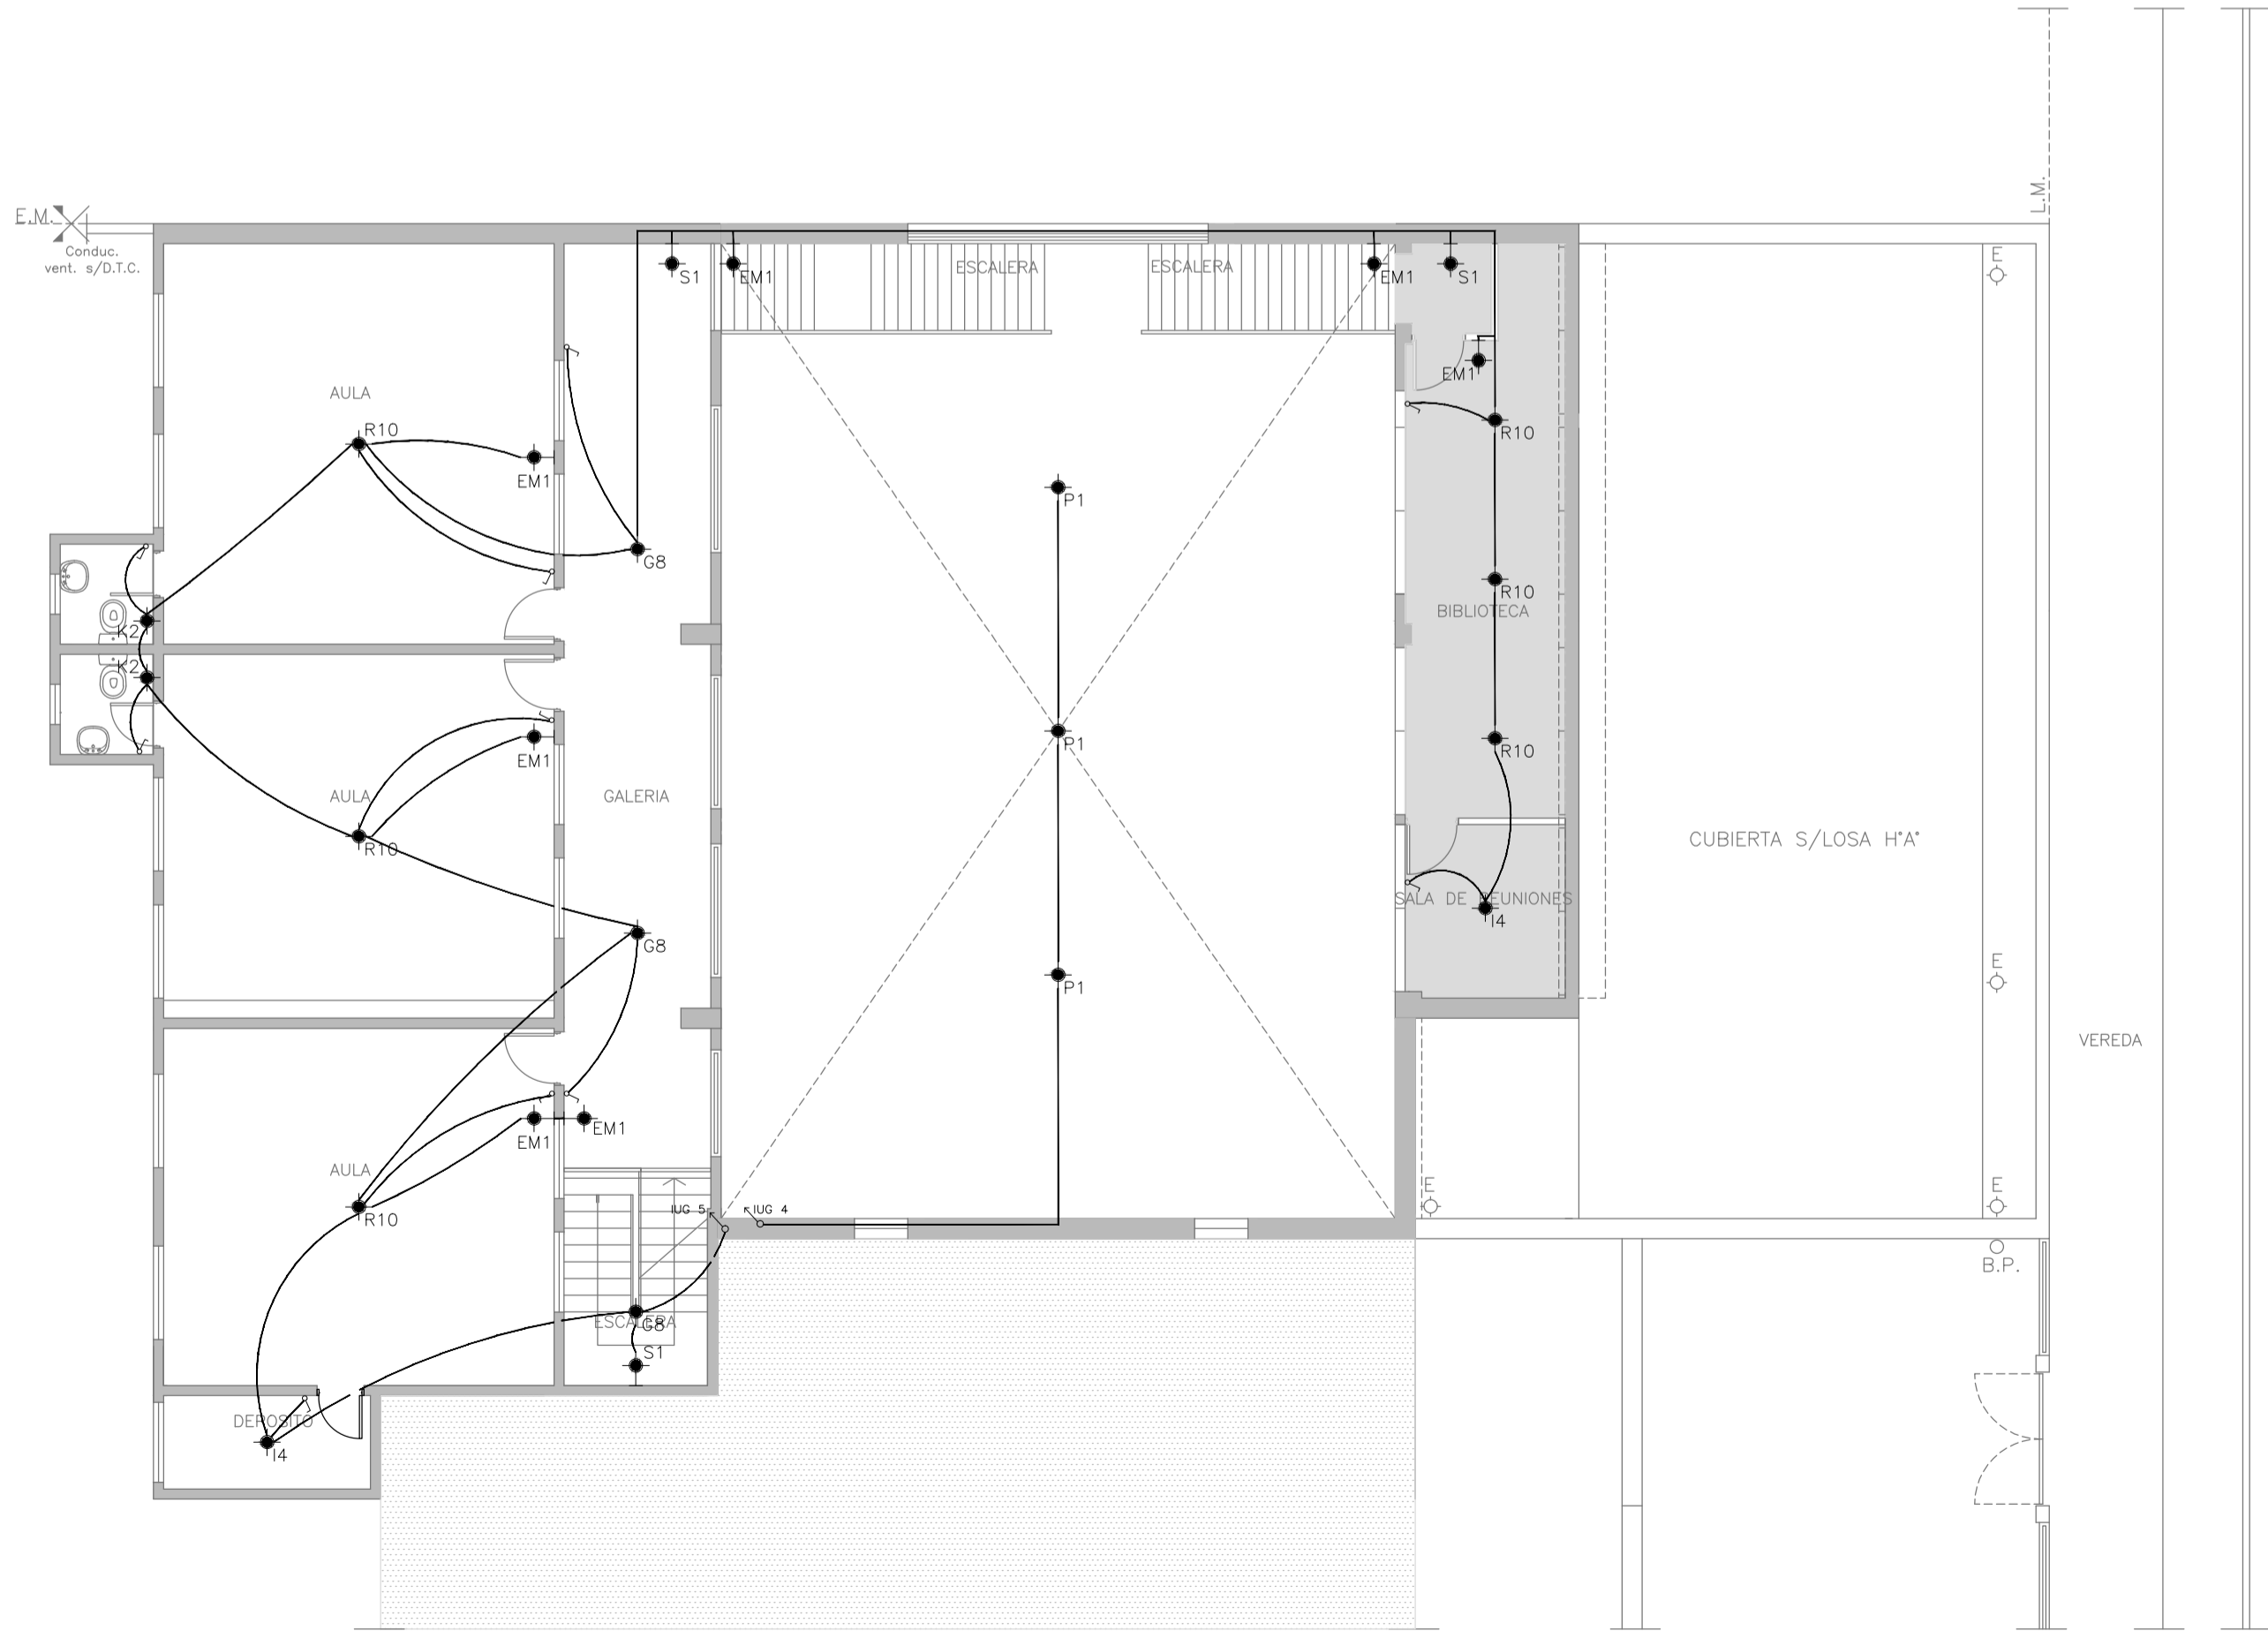 L.M.
E.M.
Conduc.
vent. s/D.T.C.
E
S1
EM1
ESCALERA
ESCALERA
EM1
S1
EM1
AULA
R10
R10
EM1
P1
G8
R10
BIBLIOTECA
K2
K2
P1
R10
EM1
AULA
GALERIA
R10
CUBIERTA S/LOSA H°A°
SALA DE REUNIONES
I4
G8
E
P1
VEREDA
EM1
EM1
AULA
R10
IUG 5
IUG 4
E
E
B.P.
ESCALERA
G8
S1
DEPOSITO
I4